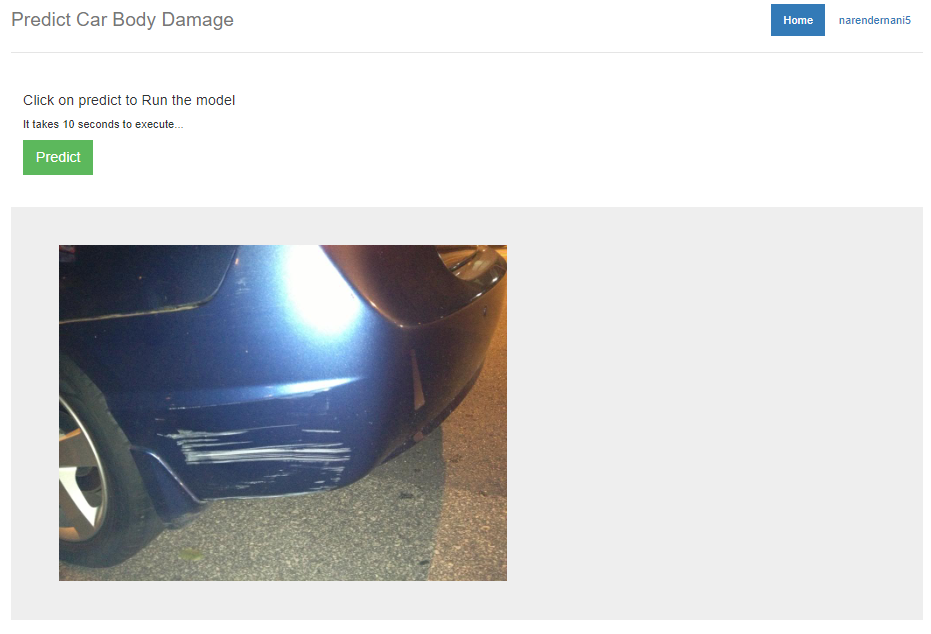 Predict Car Body Damage
Home
narendernani5
Click on predict to Run the model
It takes 10 seconds to execute...
Predict